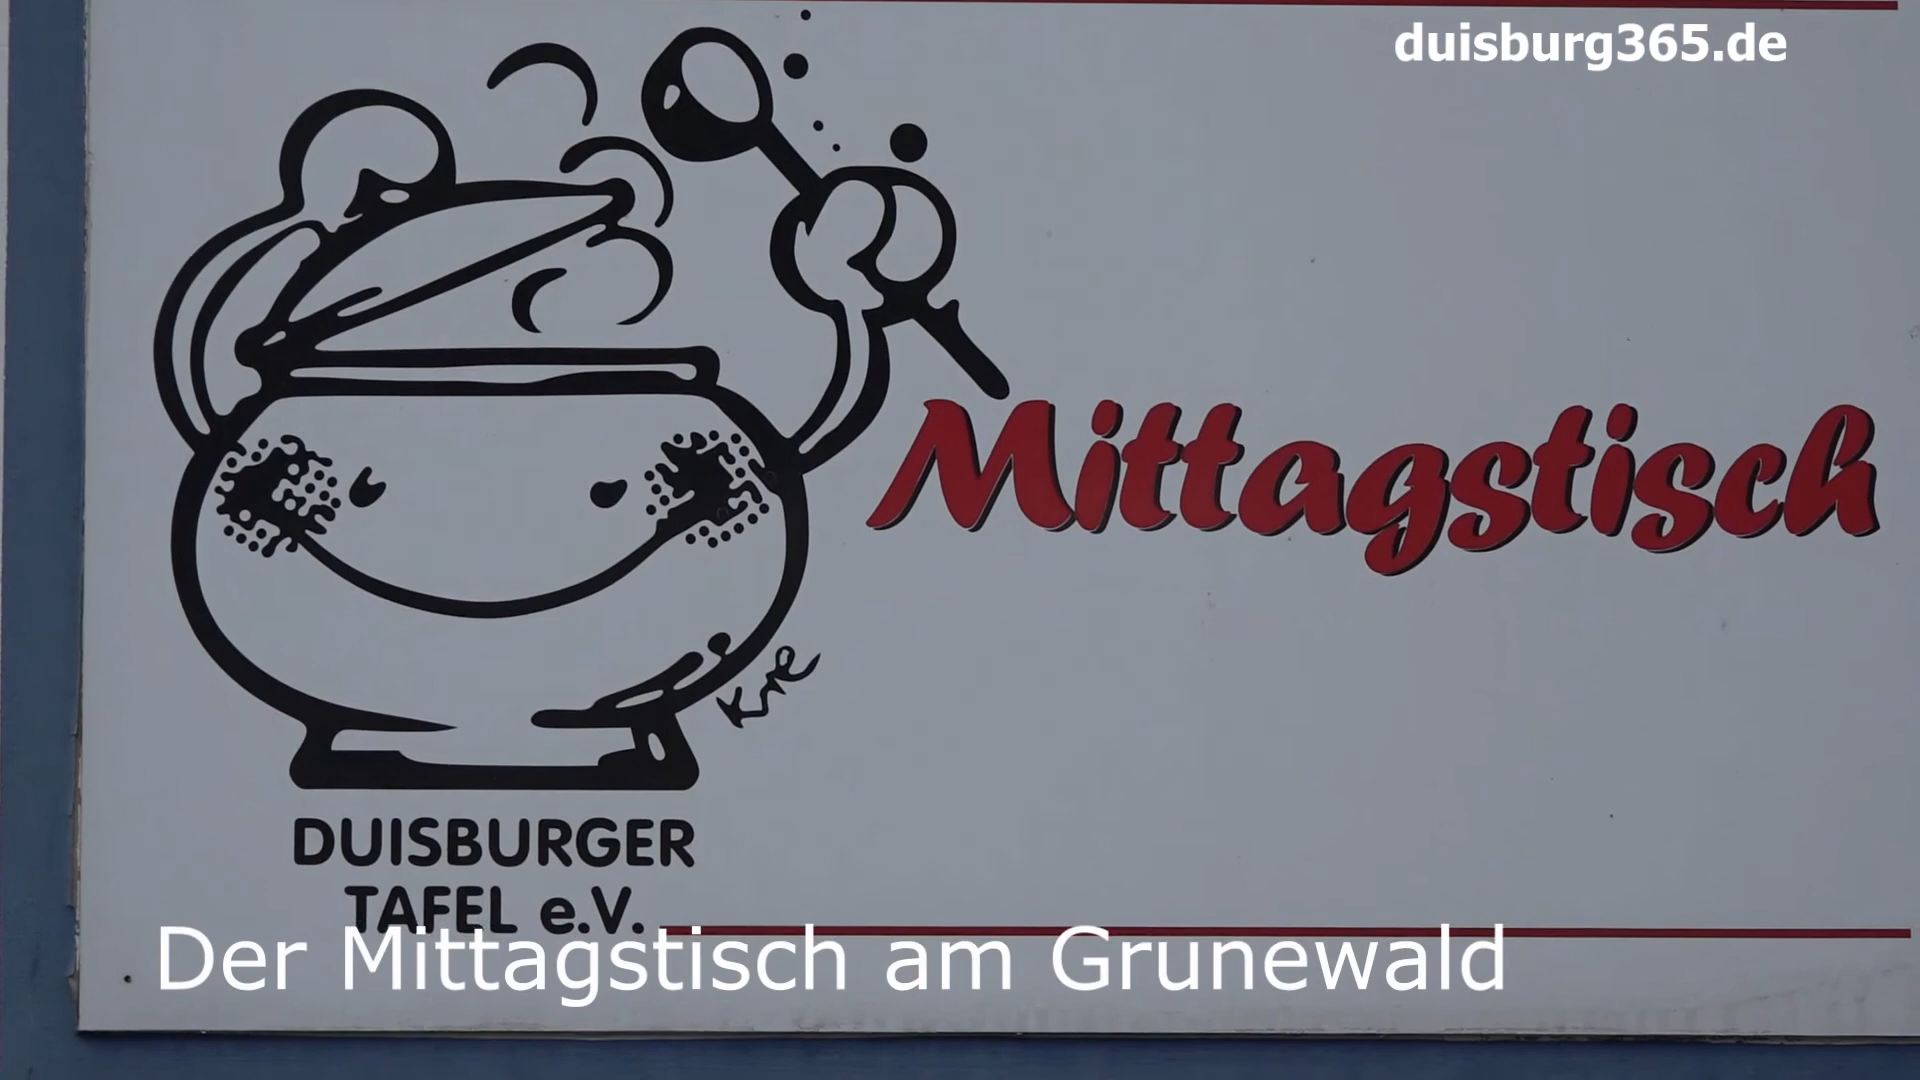 duisburg365.de
Mittagstisch
DUISBURGER
TAFEL e.V.
Der Mittagstisch am Grunewald